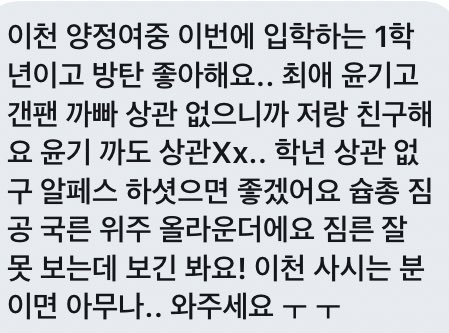 이천 양정여중 이번에 입학하는 1학
년이고 방탄 좋아해요.. 최애 윤기고
갠팬 까빠 상관 없으니까 저랑 친구해
요 윤기 까도 상관Xx.. 학년 상관 없
구 알페스 하셧으면 좋겠어요 슙총 짐
공 국른 위주 올라운더에요 짐른 잘
못 보는데 보긴 봐요! 이천 사시는 분
이면 아무나.. 와주세요 ㅜ ㅜ